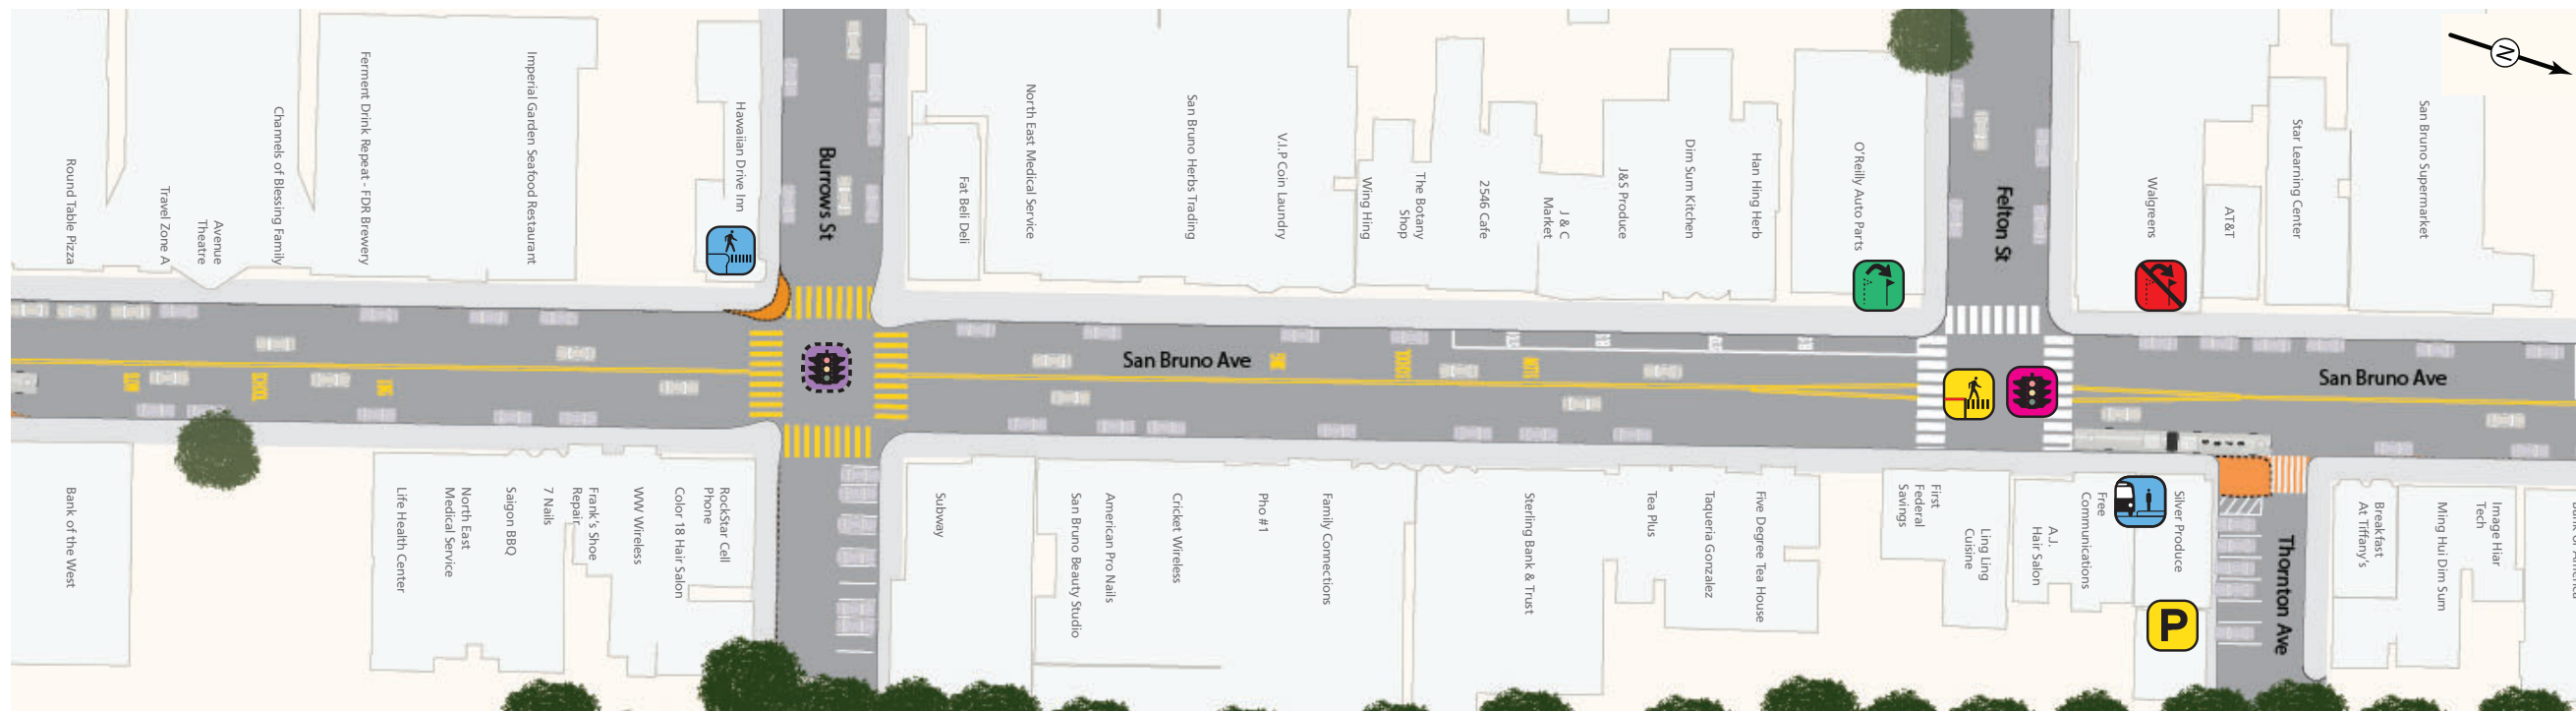 Round Table Pizza
Travel Zone A
Avenue
Theatre
Channels of Blessing Family
Ferment Drink Repeat - FDR Brewery
Imperial Garden Seafood Restaurant
Hawaiian Drive Inn
Burrows St
Fat Beli Deli
North East Medical Service
San Bruno Herbs Trading
V.I.P Coin Laundry
Wing Hing
The Botany
Shop
2546 Cafe
J & C
Market
J&S Produce
Dim Sum Kitchen
Han Hing Herb
O'Reilly Auto Parts
Felton St
Walgreens
AT&T
Star Learning Center
San Bruno Supermarket
N
San Bruno Ave
San Bruno Ave
Bank of the West
Life Health Center
North East
Medical Service
Saigon BBQ
7 Nails
Frank's Shoe
Repair
WW Wireless
Color 18 Hair Salon
RockStar Cell
Phone
Subway
San Bruno Beauty Studio
American Pro Nails
Cricket Wireless
Pho #1
Family Connections
Sterling Bank & Trust
Tea Plus
Taqueria Gonzalez
Five Degree Tea House
First
Federal
Savings
Ling Ling
Cuisine
A.J.
Hair Salon
Free
Communications
Silver Produce
P
Thornton Ave
Breakfast
At Tiffany's
Ming Hui Dim Sum
Image Hiar
Tech